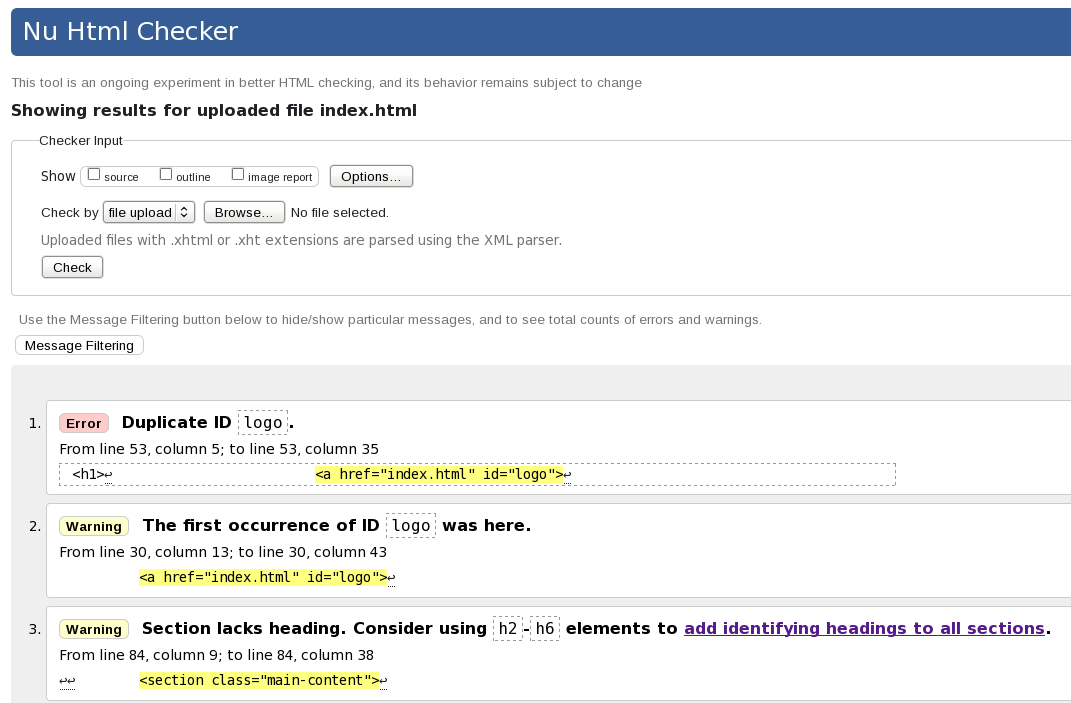 Nu Html Checker
This tool is an ongoing experiment in better HTML checking, and its behavior remains subject to change
Showing results for uploaded file index.html
Checker Input
Show source outline image report Options...
Check by file upload Browse... No file selected.
Uploaded files with .xhtml or .xht extensions are parsed using the XML parser.
Check
Use the Message Filtering button below to hide/show particular messages, and to see total counts of errors and warnings.
Message Filtering
1. Error Duplicate ID logo.
From line 53, column 5; to line 53, column 35
<h1>↩ <a href="index.html" id="logo">↩
2. Warning The first occurrence of ID logo was here.
From line 30, column 13; to line 30, column 43
<a href="index.html" id="logo">↩
3. Warning Section lacks heading. Consider using h2-h6 elements to add identifying headings to all sections.
From line 84, column 9; to line 84, column 38
↩↩ <section class="main-content">↩